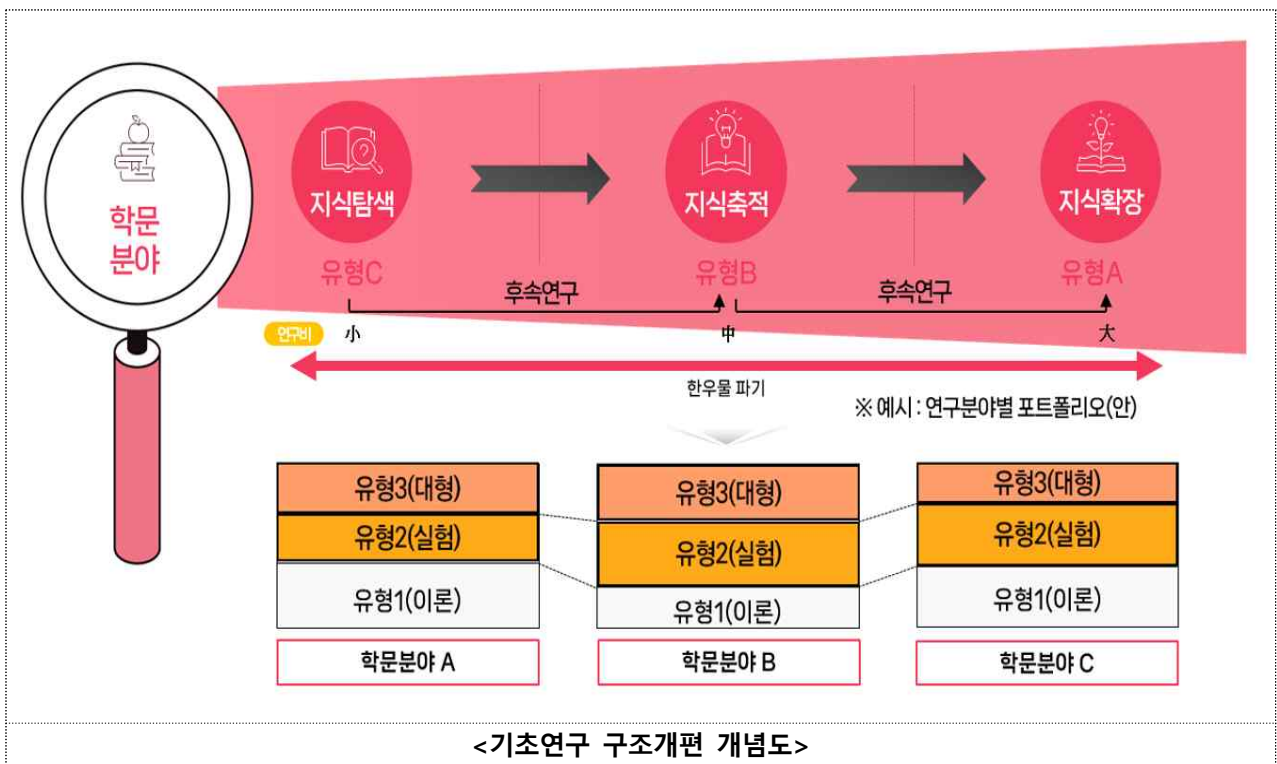 학문
분야
지식탐색
지식축적
지식확장
유형C
유형B
유형A
후속연구
후속연구
연구비
小
中
大
한우물 파기
※ 예시 : 연구분야별 포트폴리오(안)
유형3(대형)
유형2(실험)
유형1(이론)
학문분야 A
유형3(대형)
유형2(실험)
유형1(이론)
학문분야 B
유형3(대형)
유형2(실험)
유형1(이론)
학문분야 C
<기초연구 구조개편 개념도>